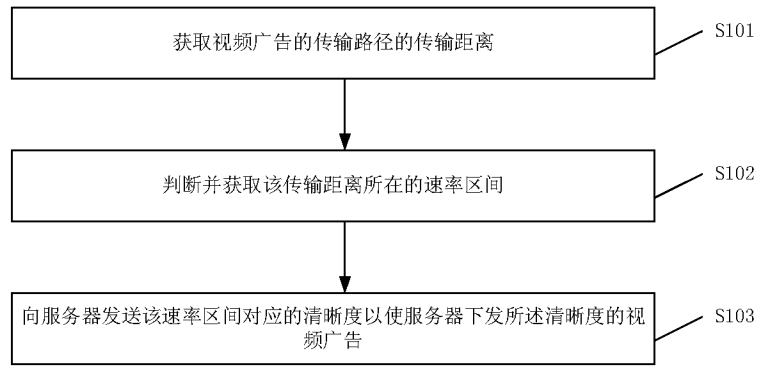 获取视频广告的传输路径的传输距离
S101
判断并获取该传输距离所在的速率区间
S102
向服务器发送该速率区间对应的清晰度以使服务器下发所述清晰度的视
频广告
S103